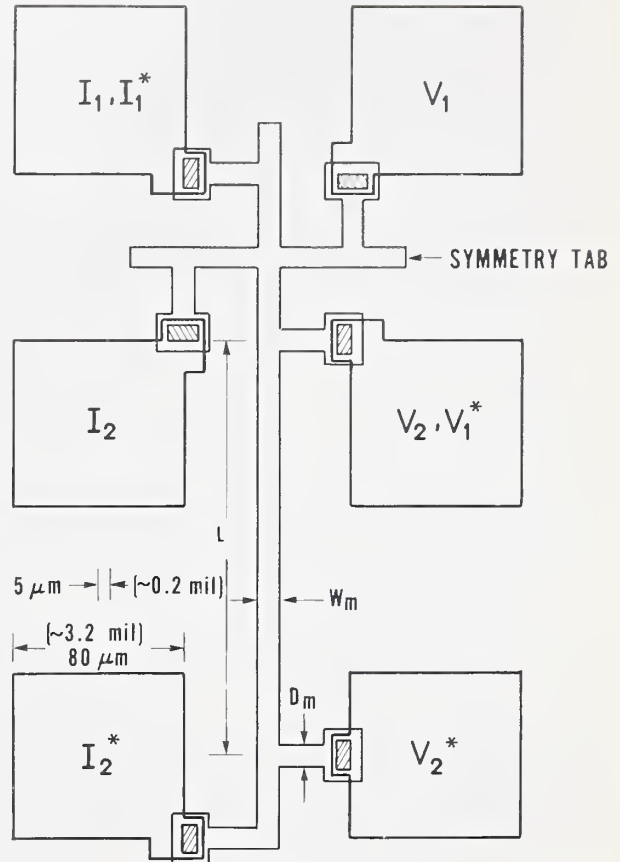 I₁, I₁*
V₁
SYMMETRY TAB
I₂
V₂, V₁*
L
5 μm
(~0.2 mil)
Wₘ
(~3.2 mil)
80 μm
Dₘ
I₂*
V₂*